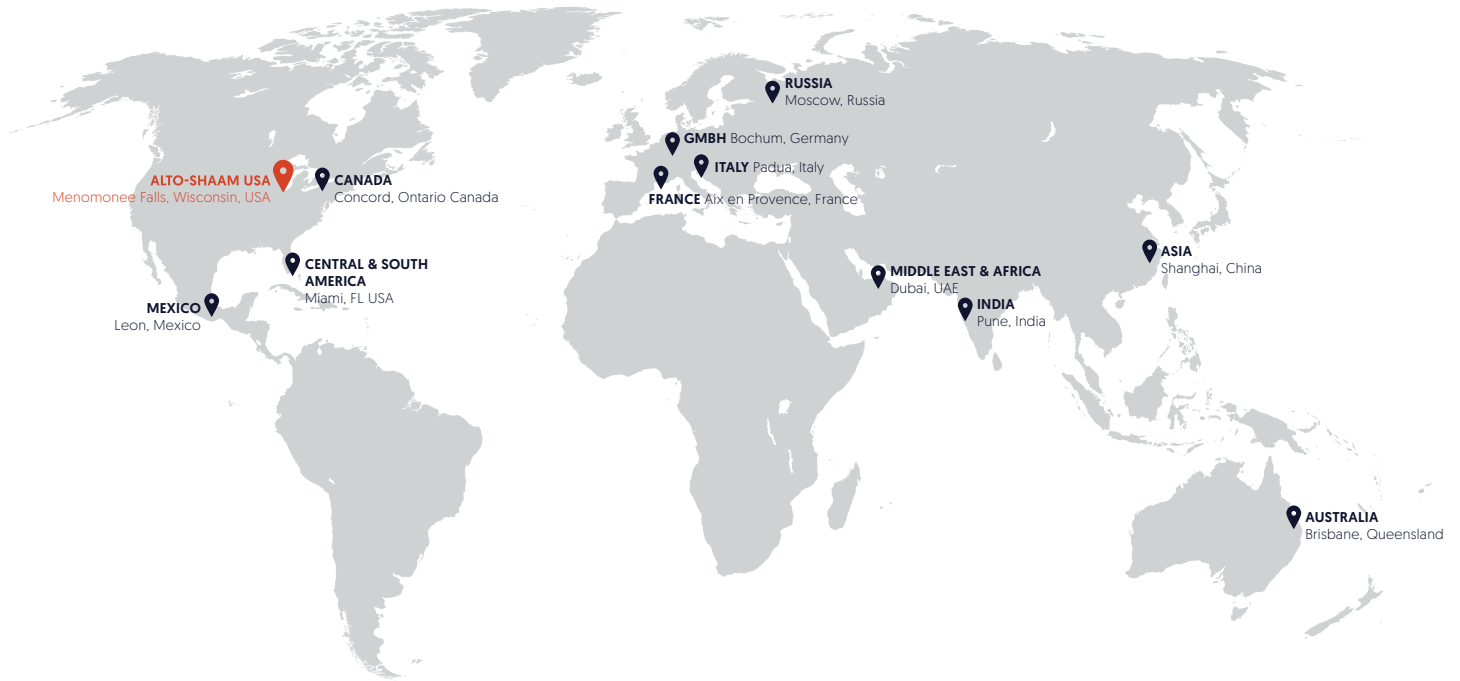 RUSSIA
Moscow, Russia
GMBH Bochum, Germany
ITALY Padua, Italy
ALTO-SHAAM USA
Menomonee Falls, Wisconsin, USA
CANADA
Concord, Ontario Canada
FRANCE Aix en Provence, France
ASIA
Shanghai, China
CENTRAL & SOUTH
AMERICA
Miami, FL USA
MIDDLE EAST & AFRICA
Dubai, UAE
MEXICO
Leon, Mexico
INDIA
Pune, India
AUSTRALIA
Brisbane, Queensland